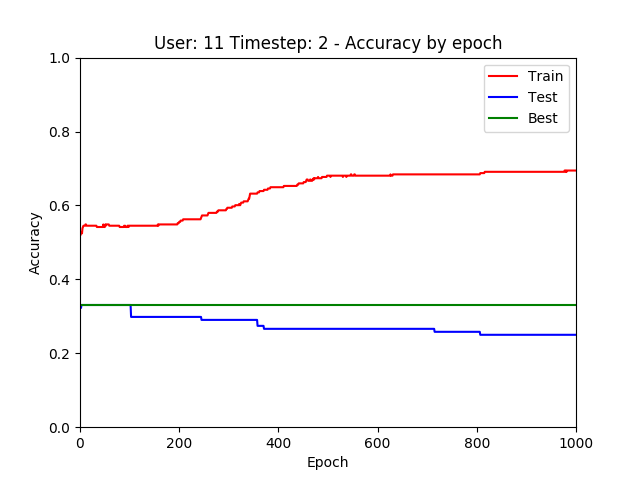 User: 11 Timestep: 2 - Accuracy by epoch
1.0
0.8
0.6
0.4
0.2
0.0
Accuracy
Train
Test
Best
0 200 400 600 800 1000
Epoch